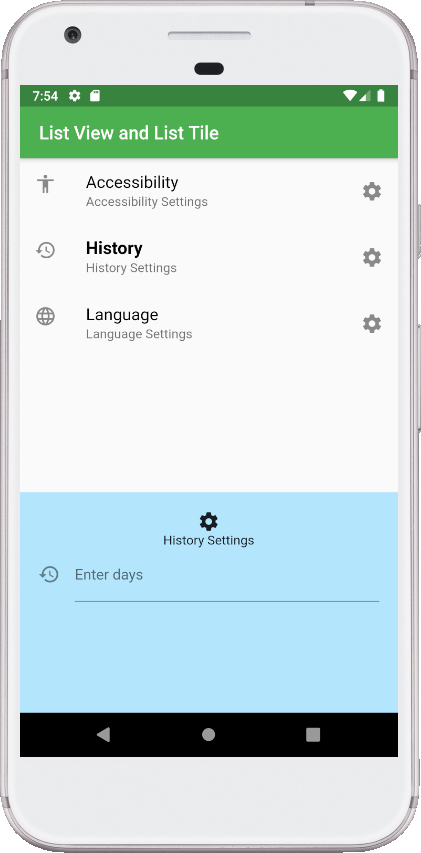 7:54
List View and List Tile
Accessibility
Accessibility Settings
History
History Settings
Language
Language Settings
History Settings
Enter days